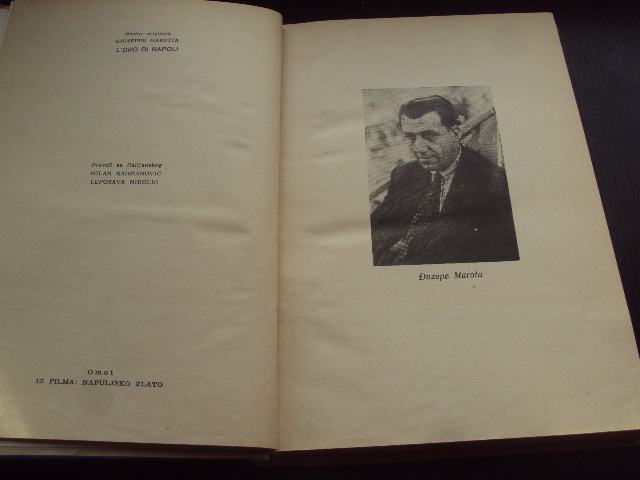 Naslov originala
GIUSEPPE MAROTTA
L'ORO DI NAPOLI
Preveli sa italijanskog
MILAN RADMANOVIĆ
LEPOSAVA NIKOLIĆ
Omot
IZ FILMA: NAPULJSKO ZLATO
Đuzepe Marota